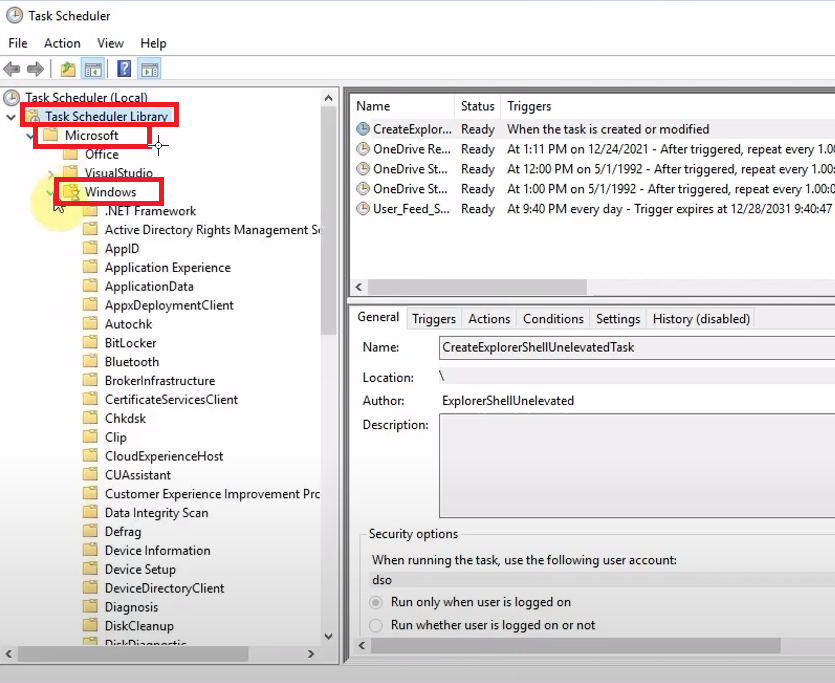 Task Scheduler
File Action View Help
Task Scheduler (Local)
Task Scheduler Library
Microsoft
Office
VisualStudio
Windows
.NET Framework
Active Directory Rights Management S
AppID
Application Experience
ApplicationData
AppxDeploymentClient
Autochk
BitLocker
Bluetooth
BrokerInfrastructure
CertificateServicesClient
Chkdsk
Clip
CloudExperienceHost
CUAssistant
Customer Experience Improvement Pr
Data Integrity Scan
Defrag
Device Information
Device Setup
DeviceDirectoryClient
Diagnosis
DiskCleanup
DiskDiagnostic
Name Status Triggers
CreateExplor... Ready When the task is created or modified
OneDrive Re... Ready At 1:11 PM on 12/24/2021 - After triggered, repeat every 1.00
OneDrive St... Ready At 12:00 PM on 5/1/1992 - After triggered, repeat every 1.00:
OneDrive St... Ready At 1:00 PM on 5/1/1992 - After triggered, repeat every 1.00:0
User_Feed_S... Ready At 9:40 PM every day - Trigger expires at 12/28/2031 9:40:47
General Triggers Actions Conditions Settings History (disabled)
Name: CreateExplorerShellUnelevatedTask
Location: \
Author: ExplorerShellUnelevated
Description:
Security options
When running the task, use the following user account:
dso
Run only when user is logged on
Run whether user is logged on or not